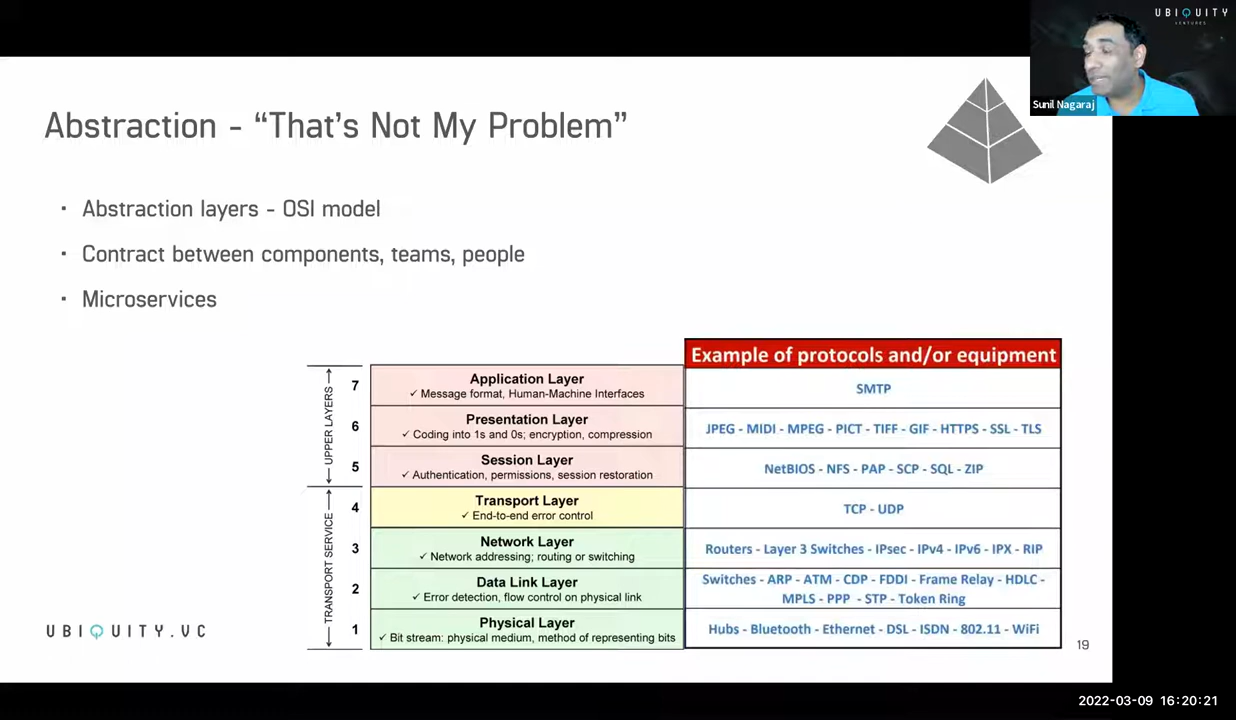 UBIQUITY
VENTURES
Sunil Nagaraj
Abstraction - “That’s Not My Problem”
· Abstraction layers - OSI model
· Contract between components, teams, people
· Microservices
Example of protocols and/or equipment
UPPER LAYERS
7 Application Layer SMTP
✓ Message format, Human-Machine Interfaces
6 Presentation Layer JPEG - MIDI - MPEG - PICT - TIFF - GIF - HTTPS - SSL - TLS
✓ Coding into 1s and 0s; encryption, compression
5 Session Layer NetBIOS - NFS - PAP - SCP - SQL - ZIP
✓ Authentication, permissions, session restoration
TRANSPORT SERVICE
4 Transport Layer TCP - UDP
✓ End-to-end error control
3 Network Layer Routers - Layer 3 Switches - IPsec - IPv4 - IPv6 - IPX - RIP
✓ Network addressing; routing or switching
2 Data Link Layer Switches - ARP - ATM - CDP - FDDI - Frame Relay - HDLC -
✓ Error detection, flow control on physical link MPLS - PPP - STP - Token Ring
1 Physical Layer Hubs - Bluetooth - Ethernet - DSL - ISDN - 802.11 - WiFi
✓ Bit stream: physical medium, method of representing bits
UBIQUITY.VC
19
2022-03-09 16:20:21